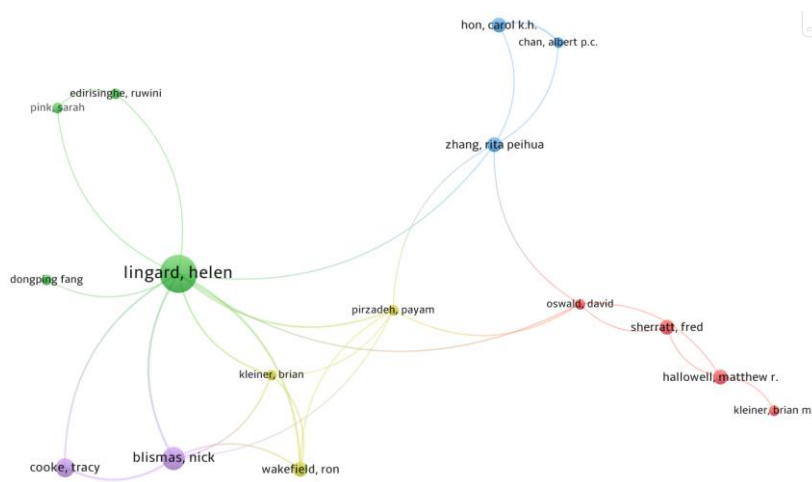 hon, carol k.h.
chan, albert p.c.
edirisinghe, ruwini
pink, sarah
zhang, rita peihua
lingard, helen
dongping fang
pirzadeh, payam
oswald, david
sherratt, fred
kleiner, brian
hallowell, matthew r.
kleiner, brian m.
blismas, nick
cooke, tracy
wakefield, ron